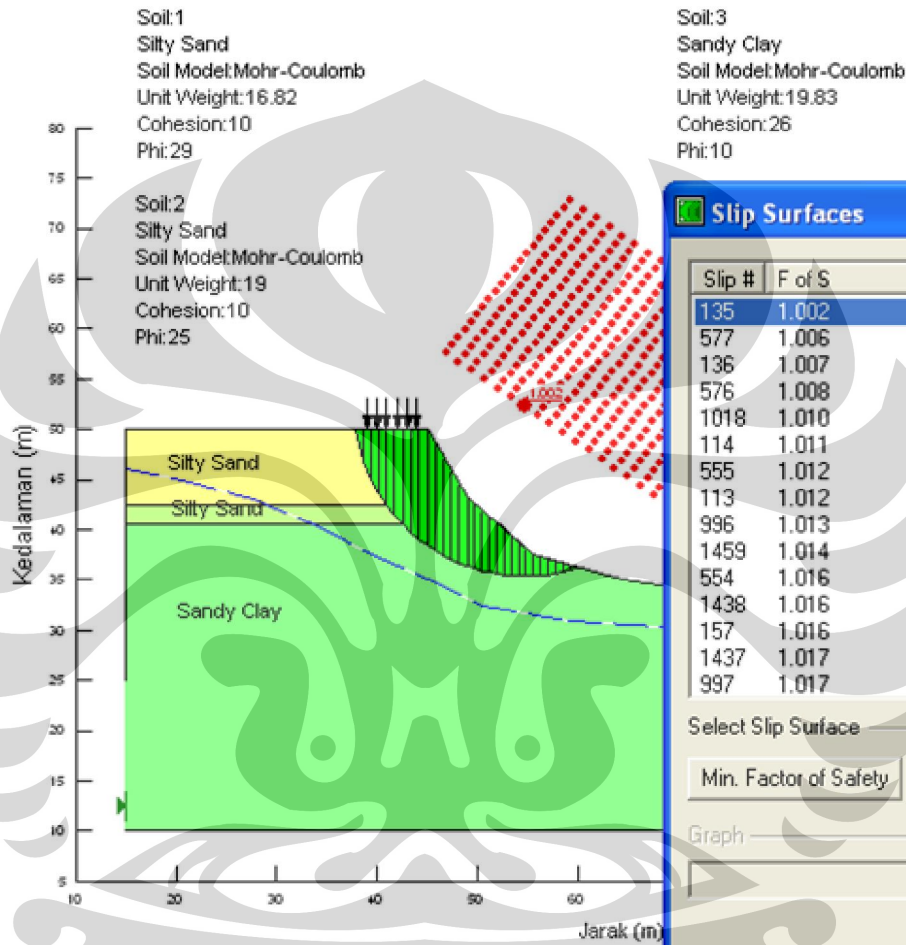 Soil:1
Silty Sand
Soil Model:Mohr-Coulomb
Unit Weight:16.82
Cohesion:10
Phi:29
Soil:2
Silty Sand
Soil Model:Mohr-Coulomb
Unit Weight:19
Cohesion:10
Phi:25
Soil:3
Sandy Clay
Soil Model:Mohr-Coulomb
Unit Weight:19.83
Cohesion:26
Phi:10
80
75
70
65
60
55
50
45
40
35
30
25
20
15
10
5
Kedalaman (m)
1.002
Silty Sand
Silty Sand
Sandy Clay
10 20 30 40 50 60
Jarak (m)
Slip Surfaces
Slip # F of S
135 1.002
577 1.006
136 1.007
576 1.008
1018 1.010
114 1.011
555 1.012
113 1.012
996 1.013
1459 1.014
554 1.016
1438 1.016
157 1.016
1437 1.017
997 1.017
Select Slip Surface
Min. Factor of Safety
Graph